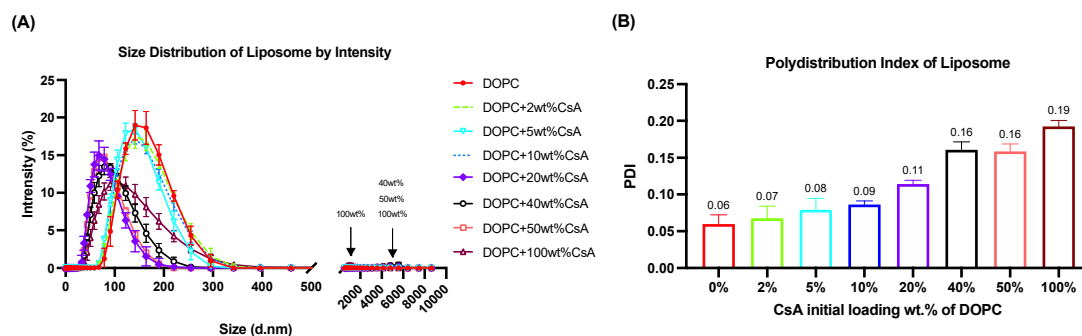 (A)
Size Distribution of Liposome by Intensity
Intrensity (%)
25
20
15
10
5
0
0 100 200 300 400 500 2000 4000 6000 8000 10000
Size (d.nm)
100wt%
40wt%
50wt%
100wt%
DOPC
DOPC+2wt%CsA
DOPC+5wt%CsA
DOPC+10wt%CsA
DOPC+20wt%CsA
DOPC+40wt%CsA
DOPC+50wt%CsA
DOPC+100wt%CsA
(B)
Polydistribution Index of Liposome
PDI
0.25
0.20
0.15
0.10
0.05
0.00
0.06 0.07 0.08 0.09 0.11 0.16 0.16 0.19
0% 2% 5% 10% 20% 40% 50% 100%
CsA initial loading wt.% of DOPC